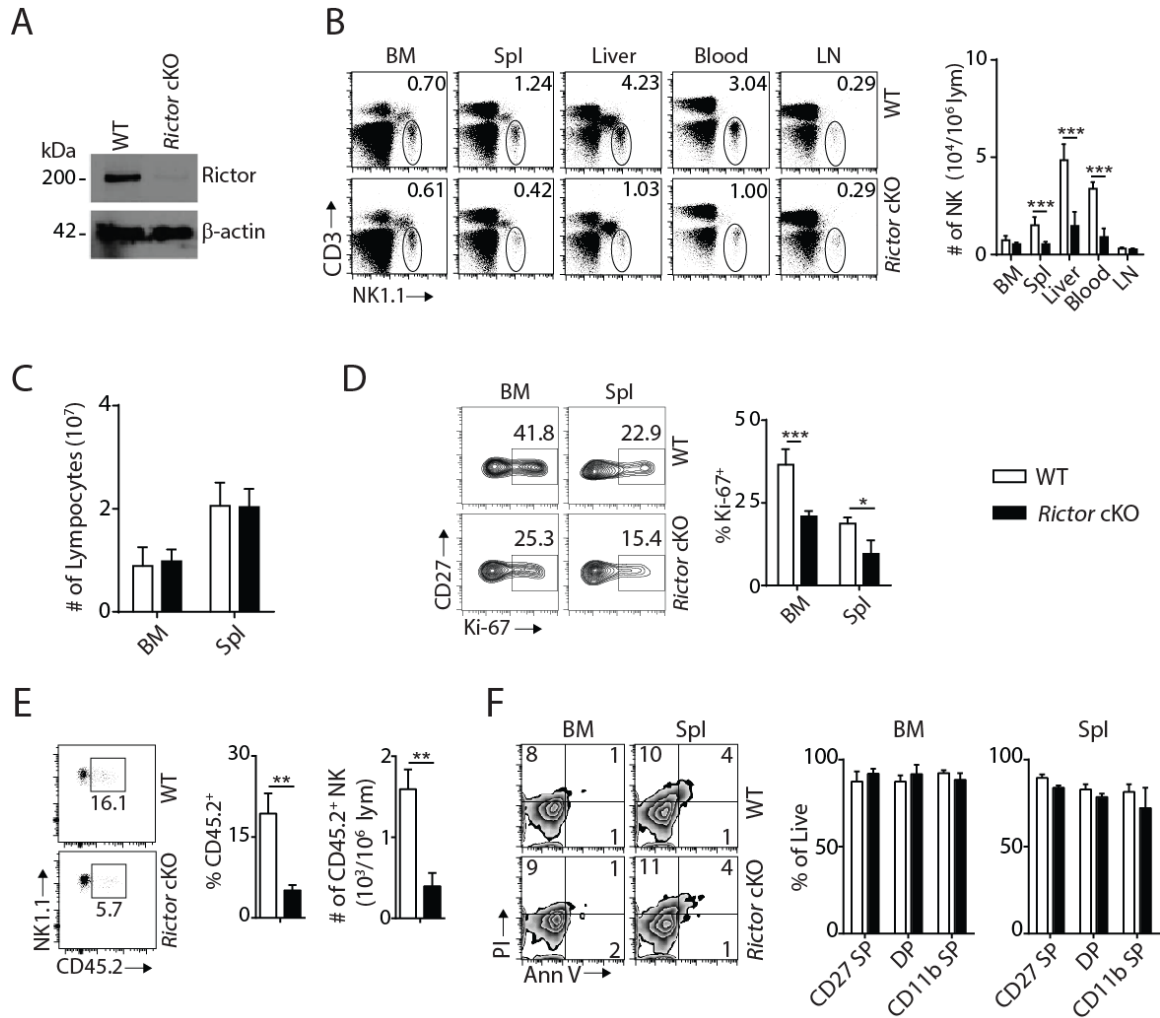 A
WT
Rictor cKO
kDa
200
Rictor
42
β-actin
B
BM Spl Liver Blood LN
0.70 1.24 4.23 3.04 0.29
WT
0.61 0.42 1.03 1.00 0.29
Rictor cKO
CD3
NK1.1
# of NK (10⁴/10⁶ lym)
10
5
0
*** *** ***
BM Spl Liver Blood LN
C
# of Lympocytes (10⁷)
4
2
0
BM Spl
D
BM Spl
41.8 22.9
WT
25.3 15.4
Rictor cKO
CD27
Ki-67
% Ki-67⁺
50
25
0
*** *
BM Spl
WT
Rictor cKO
E
16.1
WT
5.7
Rictor cKO
NK1.1
CD45.2
% CD45.2⁺
30
15
0
**
# of CD45.2⁺ NK
(10³/10⁶ lym)
2
1
0
**
F
BM Spl
8 1 10 4
1 1
WT
9 1 11 4
2 1
Rictor cKO
PI
Ann V
BM
% of Live
100
50
0
CD27 SP DP CD11b SP
Spl
100
50
0
CD27 SP DP CD11b SP